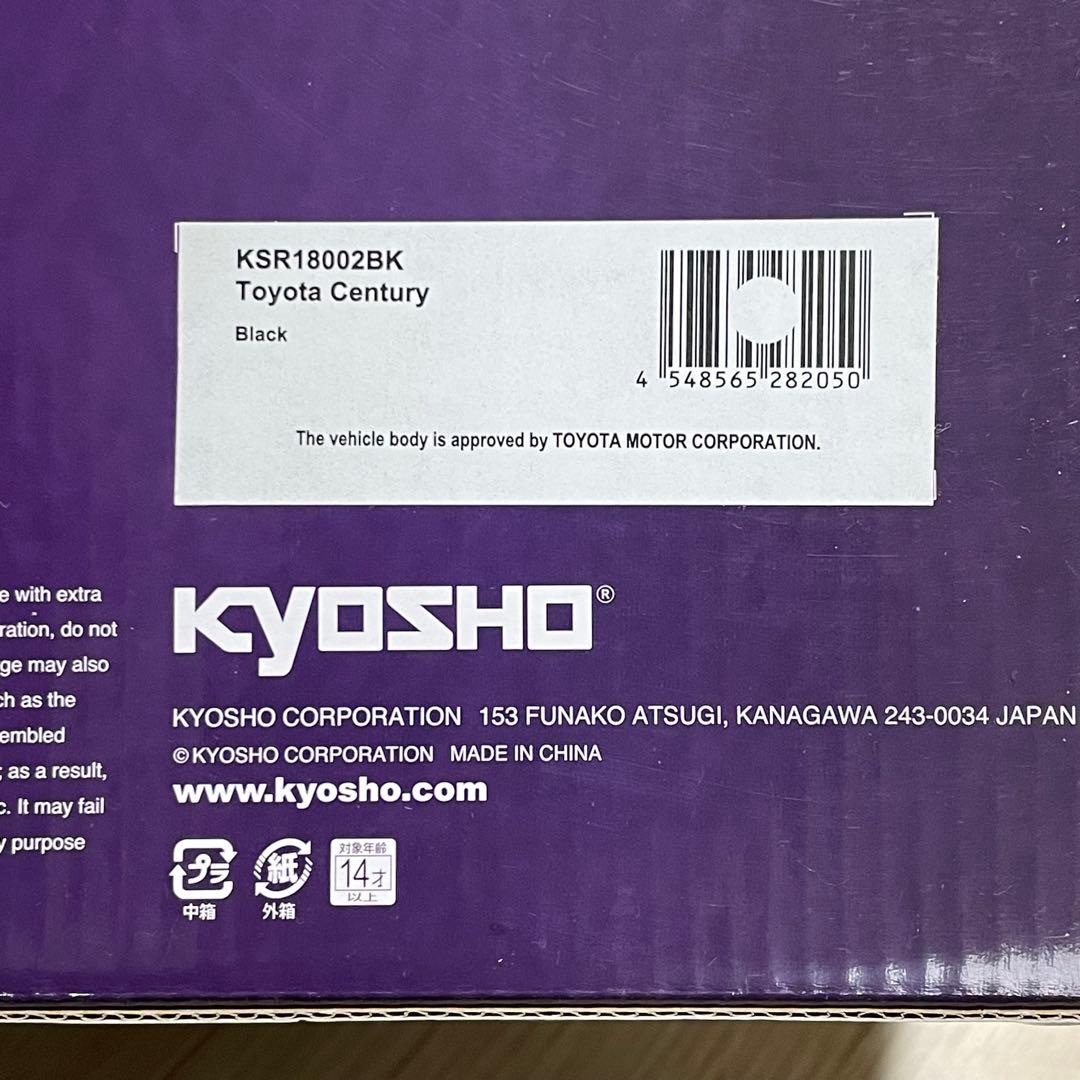 KSR18002BK
Toyota Century
Black
4 548565 282050
The vehicle body is approved by TOYOTA MOTOR CORPORATION.
e with extra
ration, do not
ge may also
ch as the
embled
; as a result,
c. It may fail
y purpose
KYOSHO®
KYOSHO CORPORATION 153 FUNAKO ATSUGI, KANAGAWA 243-0034 JAPAN
©KYOSHO CORPORATION MADE IN CHINA
www.kyosho.com
プラ
中箱
紙
外箱
対象年齢
14才
以上